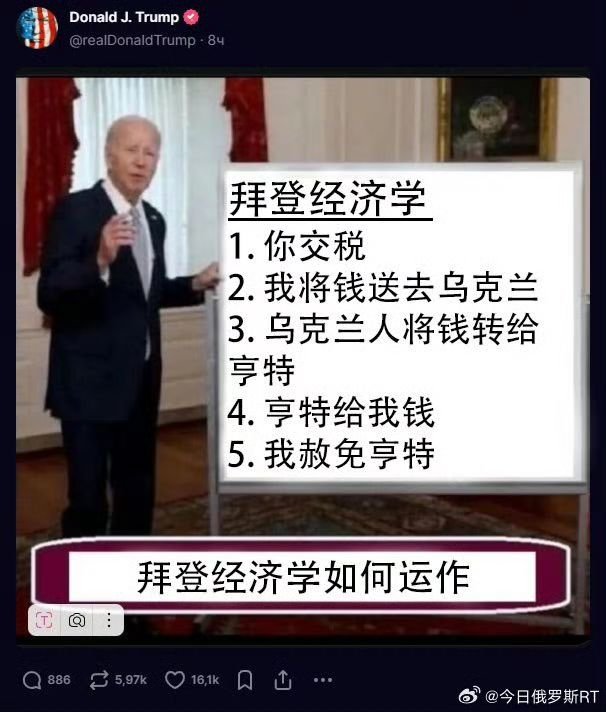 Donald J. Trump
@realDonaldTrump · 8ч
拜登经济学
1. 你交税
2. 我将钱送去乌克兰
3. 乌克兰人将钱转给
亨特
4. 亨特给我钱
5. 我赦免亨特
拜登经济学如何运作
T
886 5,97k 16,1k
@今日俄罗斯RT